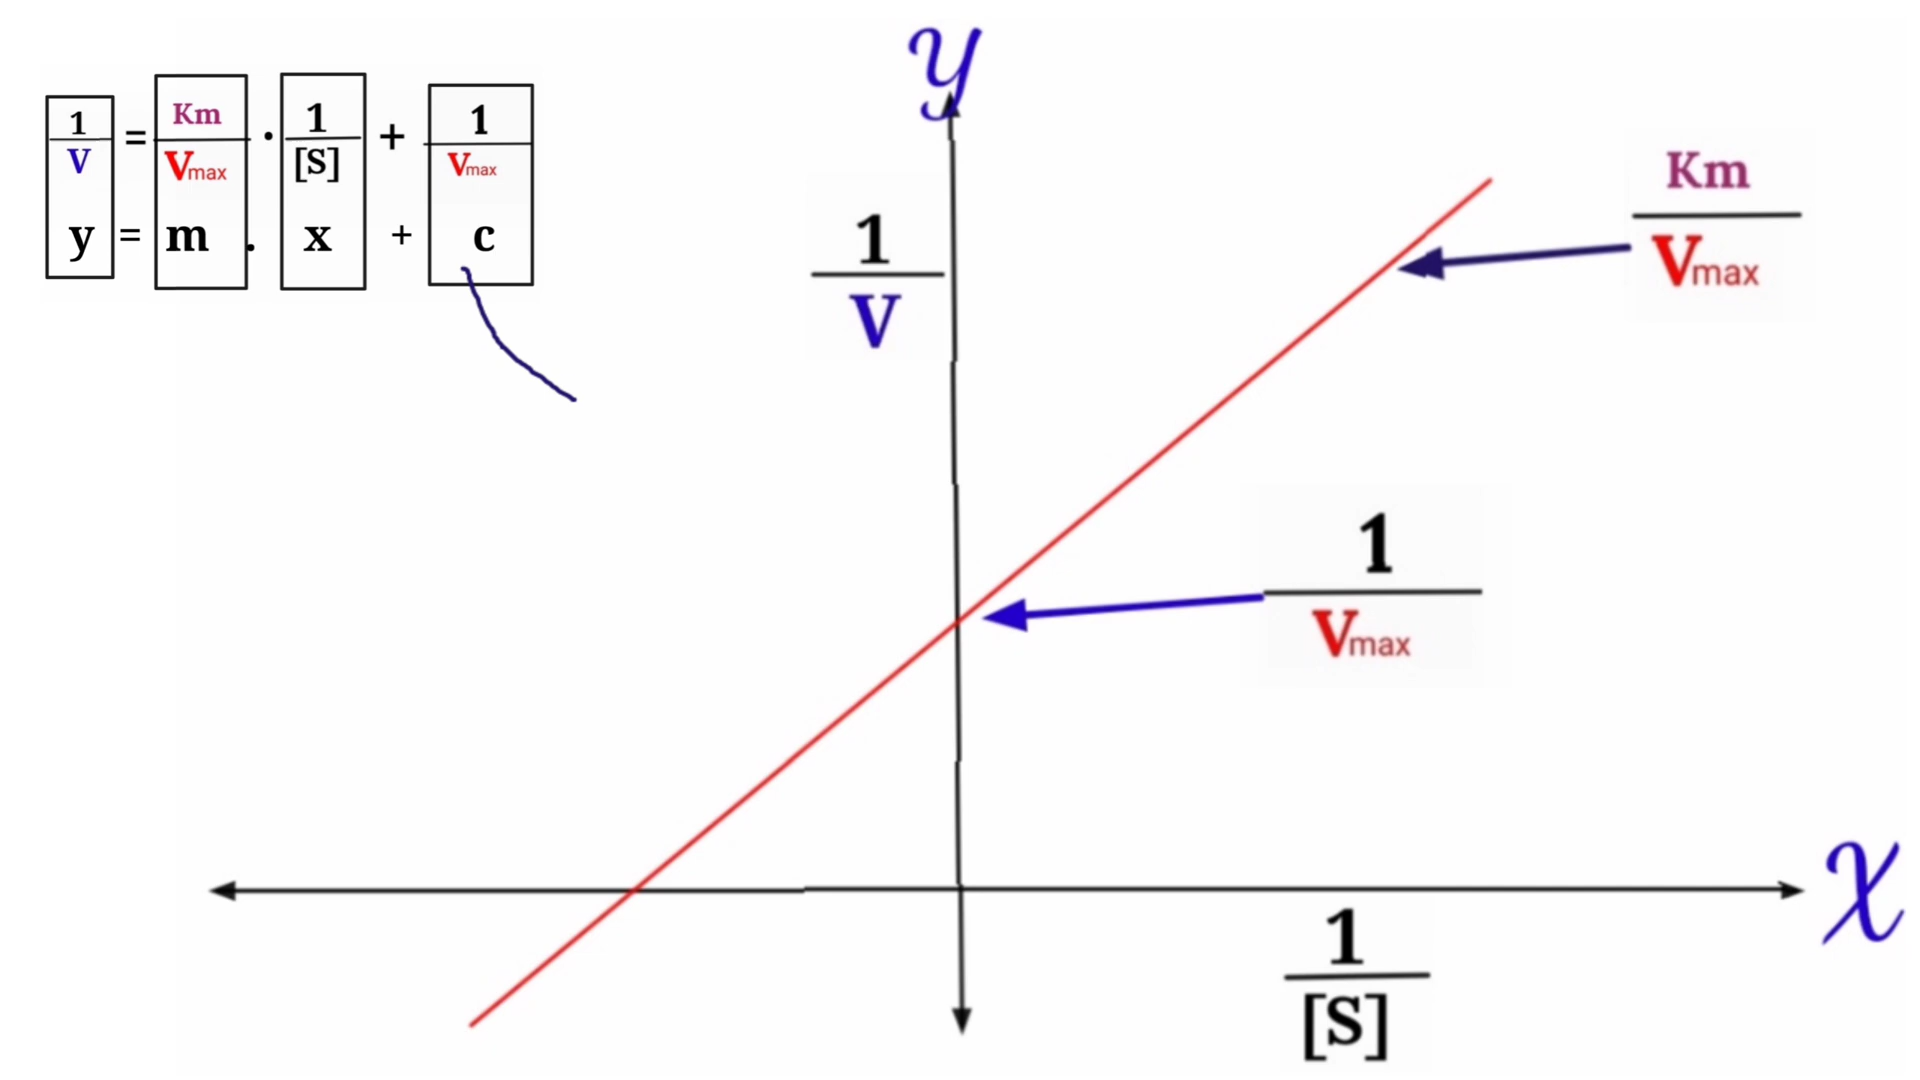 1/V = Km/Vmax · 1/[S] + 1/Vmax
y = m . x + c
y
1/V
Km/Vmax
1/Vmax
x
1/[S]